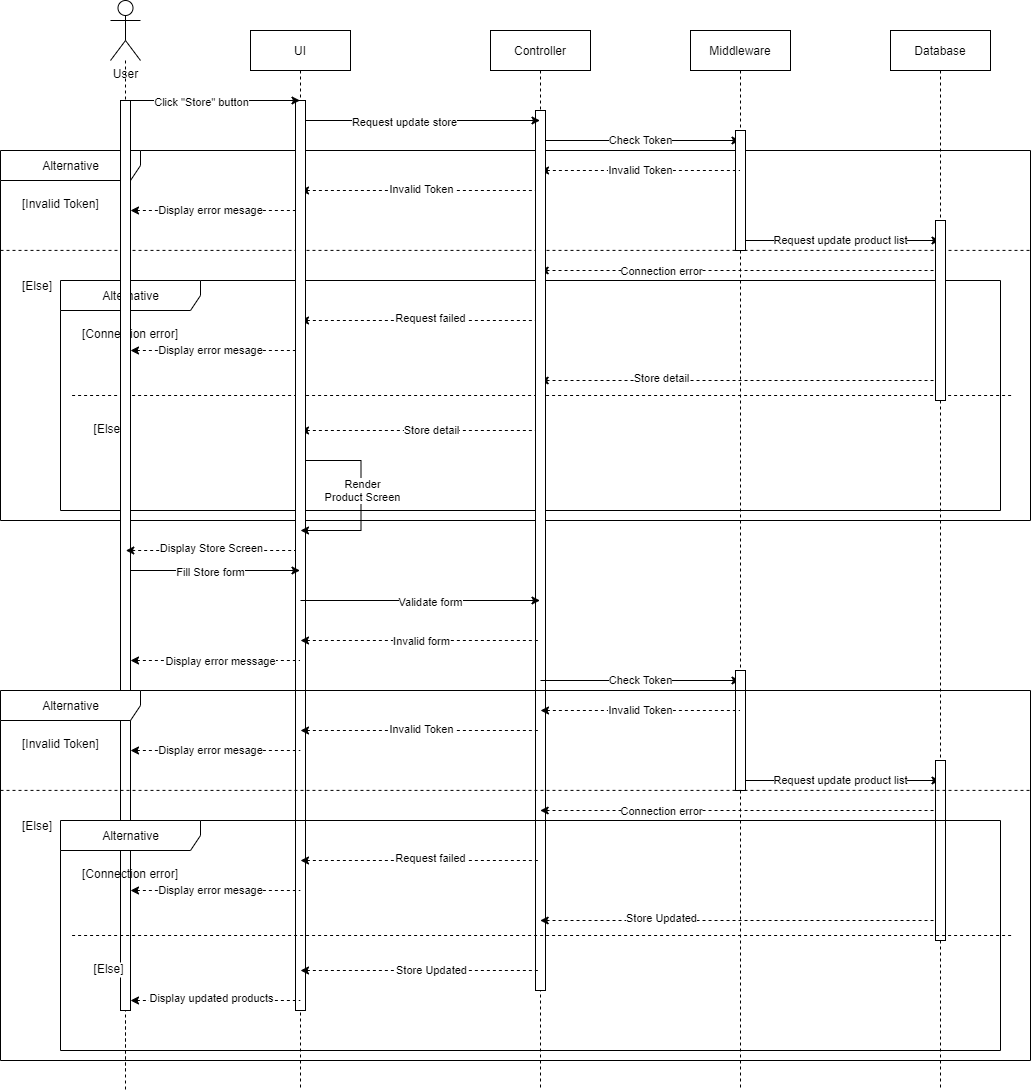 User
UI
Controller
Middleware
Database
Click "Store" button
Request update store
Check Token
Alternative
Invalid Token
Invalid Token
[Invalid Token]
Display error mesage
Request update product list
Connection error
[Else]
Alternative
Request failed
[Connection error]
Display error mesage
Store detail
[Else
Store detail
Render
Product Screen
Display Store Screen
Fill Store form
Validate form
Invalid form
Display error message
Check Token
Alternative
Invalid Token
Invalid Token
[Invalid Token]
Display error mesage
Request update product list
Connection error
[Else]
Alternative
Request failed
[Connection error]
Display error mesage
Store Updated
[Else]
Store Updated
Display updated products